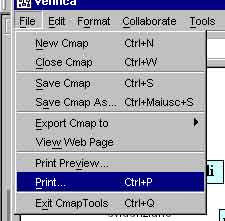 Verifica
File Edit Format Collaborate Tools
New Cmap Ctrl+N
Close Cmap Ctrl+W
Save Cmap Ctrl+S
Save Cmap As... Ctrl+Maiusc+S
Export Cmap to
View Web Page
Print Preview...
Print... Ctrl+P
Exit CmapTools Ctrl+Q